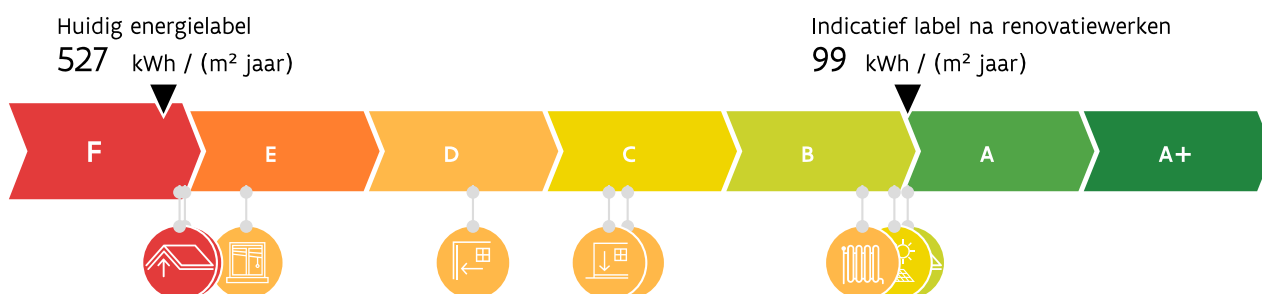 Huidig energielabel
527 kWh / (m² jaar)
Indicatief label na renovatiewerken
99 kWh / (m² jaar)
F E D C B A A+